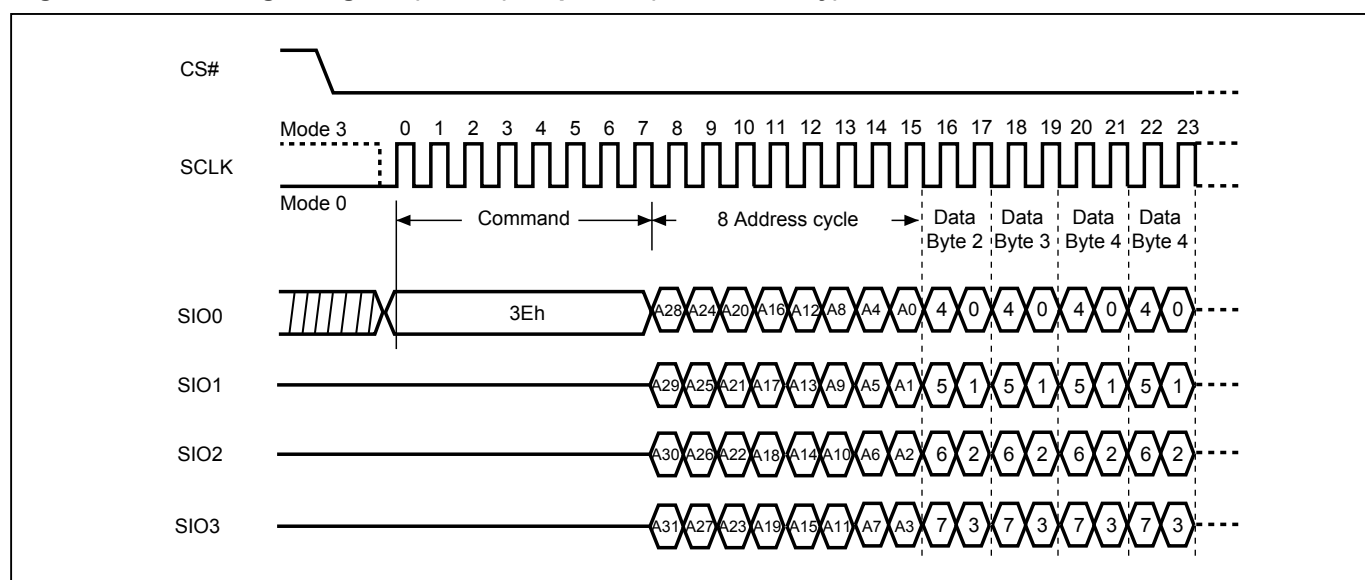 CS#
Mode 3
0 1 2 3 4 5 6 7 8 9 10 11 12 13 14 15 16 17 18 19 20 21 22 23
SCLK
Mode 0
Command
8 Address cycle
Data Byte 2
Data Byte 3
Data Byte 4
Data Byte 4
SIO0
3Eh
A28 A24 A20 A16 A12 A8 A4 A0 4 0 4 0 4 0 4 0
SIO1
A29 A25 A21 A17 A13 A9 A5 A1 5 1 5 1 5 1 5 1
SIO2
A30 A26 A22 A18 A14 A10 A6 A2 6 2 6 2 6 2 6 2
SIO3
A31 A27 A23 A19 A15 A11 A7 A3 7 3 7 3 7 3 7 3